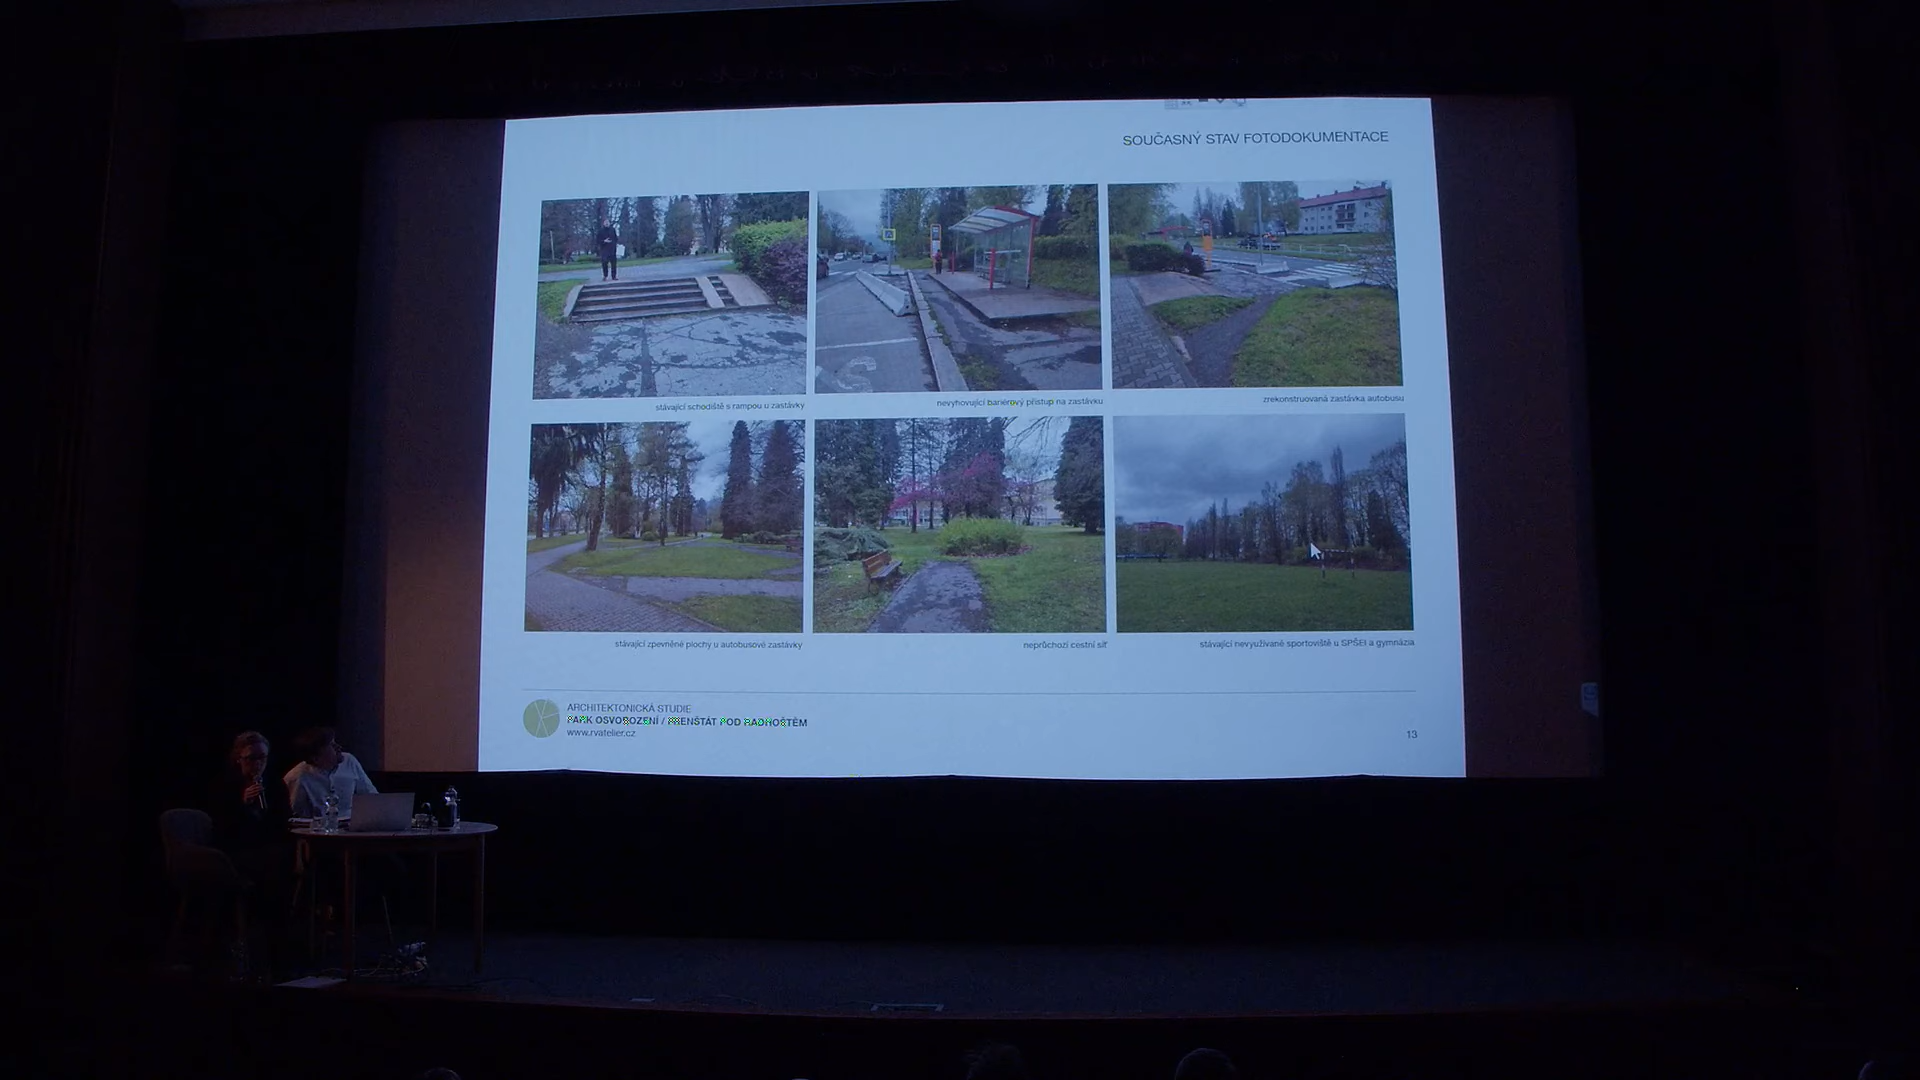 SOUČASNÝ STAV FOTODOKUMENTACE
stávající schodiště s rampou u zastávky
nevyhovující bariérový přístup na zastávku
zrekonstruovaná zastávka autobusu
stávající zpevněné plochy u autobusové zastávky
neprůchozí cestní síť
stávající nevyužívané sportoviště u SPŠEI a gymnázia
ARCHITEKTONICKÁ STUDIE
PARK OSVOBOZENÍ / FRENŠTÁT POD RADHOŠTĚM
www.rvatelier.cz
13